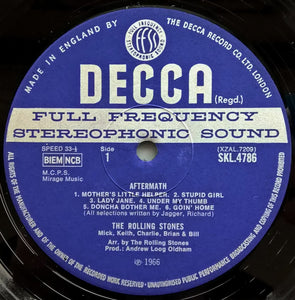 MADE IN ENGLAND BY THE DECCA RECORD CO. LTD. LONDON
FULL FREQUENCY STEREOPHONIC SOUND
DECCA
(Regd.)
FULL FREQUENCY
STEREOPHONIC SOUND
SPEED 33⅓
(XZAL.7209)
BIEM NCB
Side
1
SKL.4786
M.C.P.S.
Mirage Music
AFTERMATH
1. MOTHER'S LITTLE HELPER. 2. STUPID GIRL
3. LADY JANE. 4. UNDER MY THUMB
5. DONCHA BOTHER ME. 6. GOIN' HOME
(All selections written by Jagger, Richard)
THE ROLLING STONES
Mick, Keith, Charlie, Brian & Bill
Arr. by The Rolling Stones
Prod.: Andrew Loog Oldham
℗ 1966
ALL RIGHTS OF THE MANUFACTURER AND OF THE OWNER OF THE RECORDED WORK RESERVED UNAUTHORISED PUBLIC PERFORMANCE BROADCASTING AND COPYING OF THIS RECORD PROHIBITED